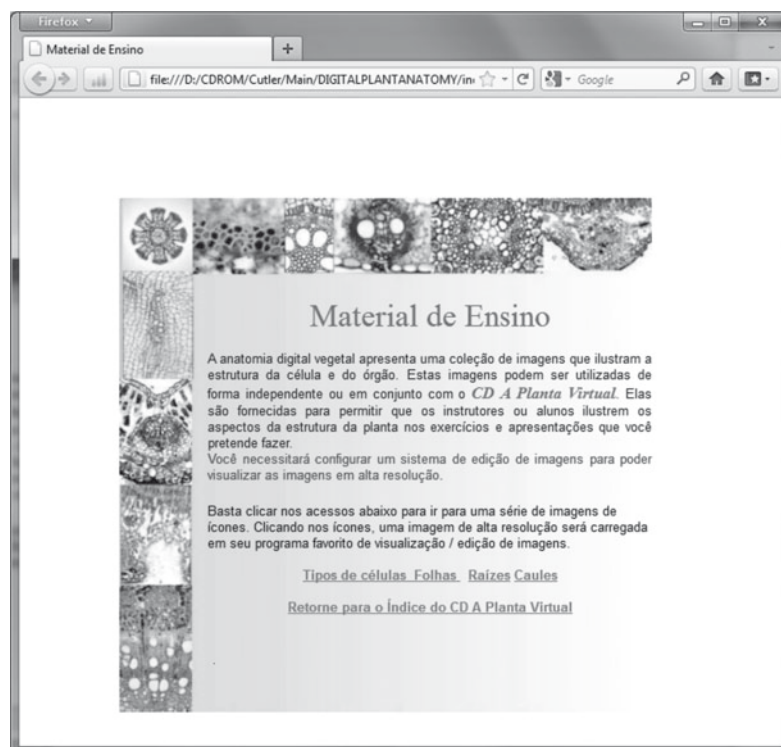 Firefox
Material de Ensino
file:///D:/CDROM/Cutler/Main/DIGITALPLANTANATOMY/in
Google
Material de Ensino
A anatomia digital vegetal apresenta uma coleção de imagens que ilustram a
estrutura da célula e do órgão. Estas imagens podem ser utilizadas de
forma independente ou em conjunto com o CD A Planta Virtual. Elas
são fornecidas para permitir que os instrutores ou alunos ilustrem os
aspectos da estrutura da planta nos exercícios e apresentações que você
pretende fazer.
Você necessitará configurar um sistema de edição de imagens para poder
visualizar as imagens em alta resolução.
Basta clicar nos acessos abaixo para ir para uma série de imagens de
ícones. Clicando nos ícones, uma imagem de alta resolução será carregada
em seu programa favorito de visualização / edição de imagens.
Tipos de células Folhas Raízes Caules
Retorne para o Índice do CD A Planta Virtual